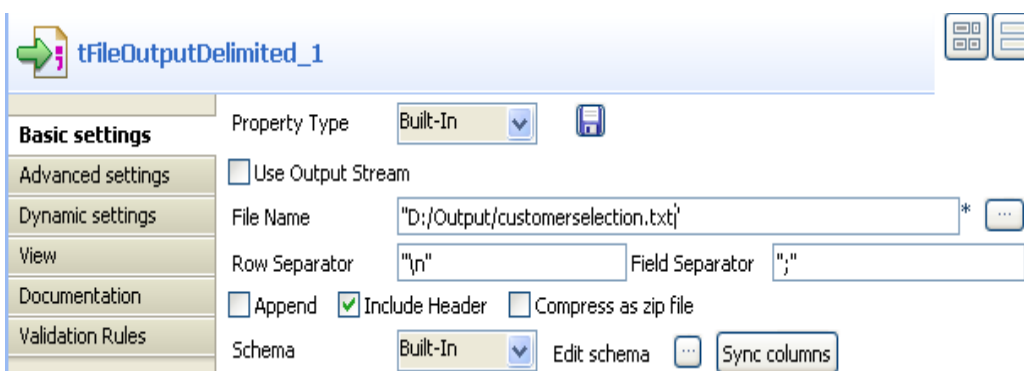 tFileOutputDelimited_1
Basic settings
Property Type Built-In
Advanced settings
Use Output Stream
Dynamic settings
File Name "D:/Output/customerselection.txt" * ...
View
Row Separator "\n" Field Separator ";"
Documentation
Append Include Header Compress as zip file
Validation Rules
Schema Built-In Edit schema ... Sync columns